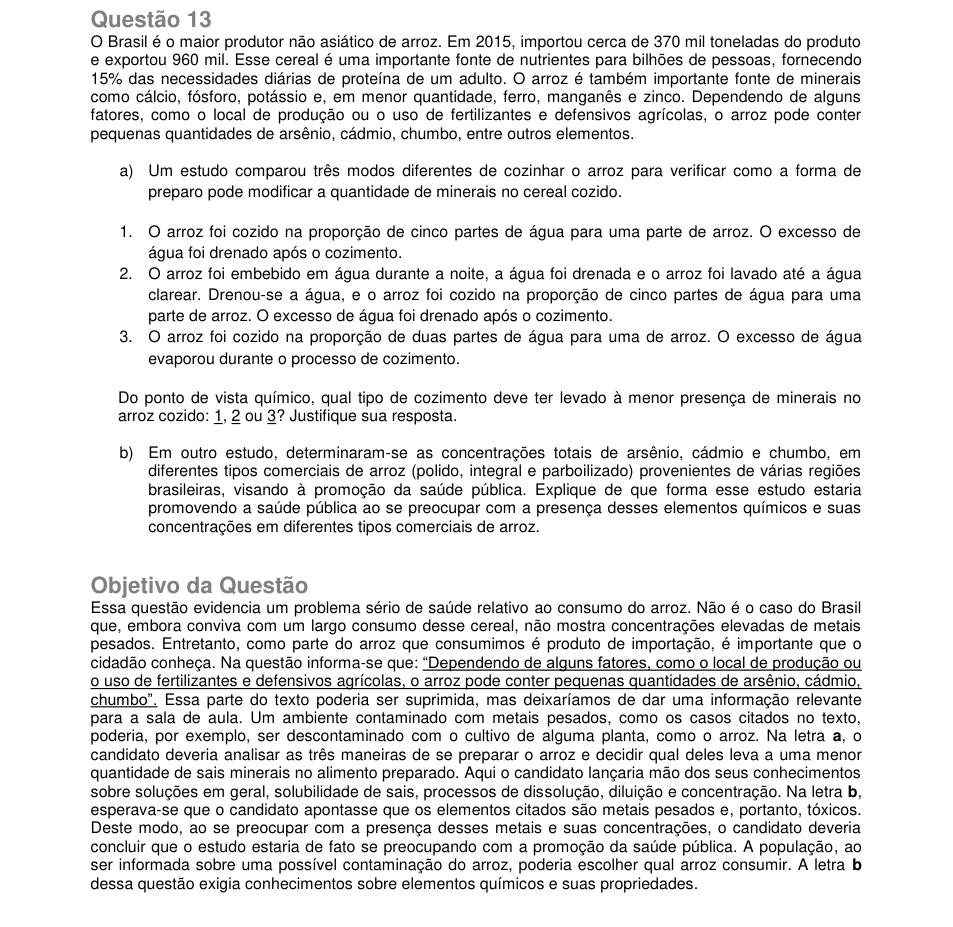 Questão 13
O Brasil é o maior produtor não asiático de arroz. Em 2015, importou cerca de 370 mil toneladas do produto
e exportou 960 mil. Esse cereal é uma importante fonte de nutrientes para bilhões de pessoas, fornecendo
15% das necessidades diárias de proteína de um adulto. O arroz é também importante fonte de minerais
como cálcio, fósforo, potássio e, em menor quantidade, ferro, manganês e zinco. Dependendo de alguns
fatores, como o local de produção ou o uso de fertilizantes e defensivos agrícolas, o arroz pode conter
pequenas quantidades de arsênio, cádmio, chumbo, entre outros elementos.
a) Um estudo comparou três modos diferentes de cozinhar o arroz para verificar como a forma de
preparo pode modificar a quantidade de minerais no cereal cozido.
1. O arroz foi cozido na proporção de cinco partes de água para uma parte de arroz. O excesso de
água foi drenado após o cozimento.
2. O arroz foi embebido em água durante a noite, a água foi drenada e o arroz foi lavado até a água
clarear. Drenou-se a água, e o arroz foi cozido na proporção de cinco partes de água para uma
parte de arroz. O excesso de água foi drenado após o cozimento.
3. O arroz foi cozido na proporção de duas partes de água para uma de arroz. O excesso de água
evaporou durante o processo de cozimento.
Do ponto de vista químico, qual tipo de cozimento deve ter levado à menor presença de minerais no
arroz cozido: 1, 2 ou 3? Justifique sua resposta.
b) Em outro estudo, determinaram-se as concentrações totais de arsênio, cádmio e chumbo, em
diferentes tipos comerciais de arroz (polido, integral e parboilizado) provenientes de várias regiões
brasileiras, visando à promoção da saúde pública. Explique de que forma esse estudo estaria
promovendo a saúde pública ao se preocupar com a presença desses elementos químicos e suas
concentrações em diferentes tipos comerciais de arroz.
Objetivo da Questão
Essa questão evidencia um problema sério de saúde relativo ao consumo do arroz. Não é o caso do Brasil
que, embora conviva com um largo consumo desse cereal, não mostra concentrações elevadas de metais
pesados. Entretanto, como parte do arroz que consumimos é produto de importação, é importante que o
cidadão conheça. Na questão informa-se que: “Dependendo de alguns fatores, como o local de produção ou
o uso de fertilizantes e defensivos agrícolas, o arroz pode conter pequenas quantidades de arsênio, cádmio,
chumbo”. Essa parte do texto poderia ser suprimida, mas deixaríamos de dar uma informação relevante
para a sala de aula. Um ambiente contaminado com metais pesados, como os casos citados no texto,
poderia, por exemplo, ser descontaminado com o cultivo de alguma planta, como o arroz. Na letra a, o
candidato deveria analisar as três maneiras de se preparar o arroz e decidir qual deles leva a uma menor
quantidade de sais minerais no alimento preparado. Aqui o candidato lançaria mão dos seus conhecimentos
sobre soluções em geral, solubilidade de sais, processos de dissolução, diluição e concentração. Na letra b,
esperava-se que o candidato apontasse que os elementos citados são metais pesados e, portanto, tóxicos.
Deste modo, ao se preocupar com a presença desses metais e suas concentrações, o candidato deveria
concluir que o estudo estaria de fato se preocupando com a promoção da saúde pública. A população, ao
ser informada sobre uma possível contaminação do arroz, poderia escolher qual arroz consumir. A letra b
dessa questão exigia conhecimentos sobre elementos químicos e suas propriedades.